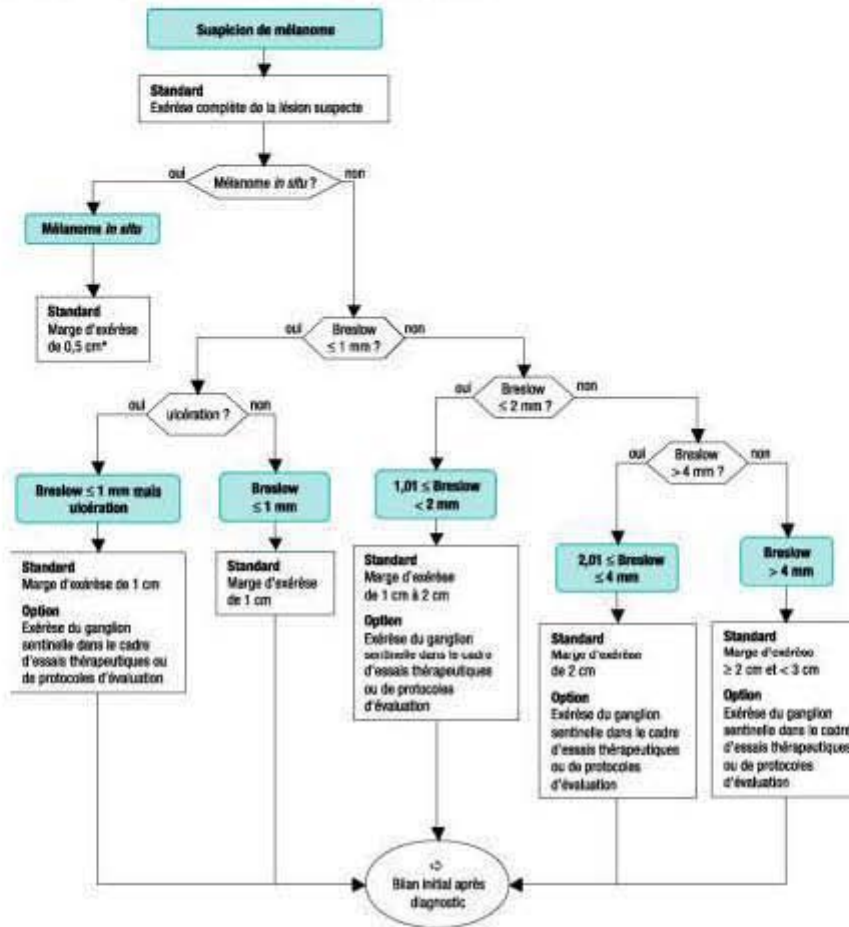 Suspicion de mélanome
Standard
Exérèse complète de la lésion suspecte
oui
Mélanome in situ ?
non
Mélanome in situ
Standard
Marge d'exérèse
de 0,5 cm*
oui
Breslow
≤ 1 mm ?
non
oui
ulcération ?
non
oui
Breslow
≤ 2 mm ?
non
oui
Breslow
> 4 mm ?
non
Breslow ≤ 1 mm mais
ulcération
Breslow
≤ 1 mm
1,01 ≤ Breslow
< 2 mm
2,01 ≤ Breslow
≤ 4 mm
Breslow
> 4 mm
Standard
Marge d'exérèse de 1 cm
Option
Exérèse du ganglion
sentinelle dans le cadre
d'essais thérapeutiques ou
de protocoles d'évaluation
Standard
Marge d'exérèse
de 1 cm
Standard
Marge d'exérèse
de 1 cm à 2 cm
Option
Exérèse du ganglion
sentinelle dans le cadre
d'essais thérapeutiques
ou de protocoles
d'évaluation
Standard
Marge d'exérèse
de 2 cm
Option
Exérèse du ganglion
sentinelle dans le cadre
d'essais thérapeutiques
ou de protocoles
d'évaluation
Standard
Marge d'exérèse
≥ 2 cm et < 3 cm
Option
Exérèse du ganglion
sentinelle dans le cadre
d'essais thérapeutiques
ou de protocoles
d'évaluation
➪
Bilan initial après
diagnostic